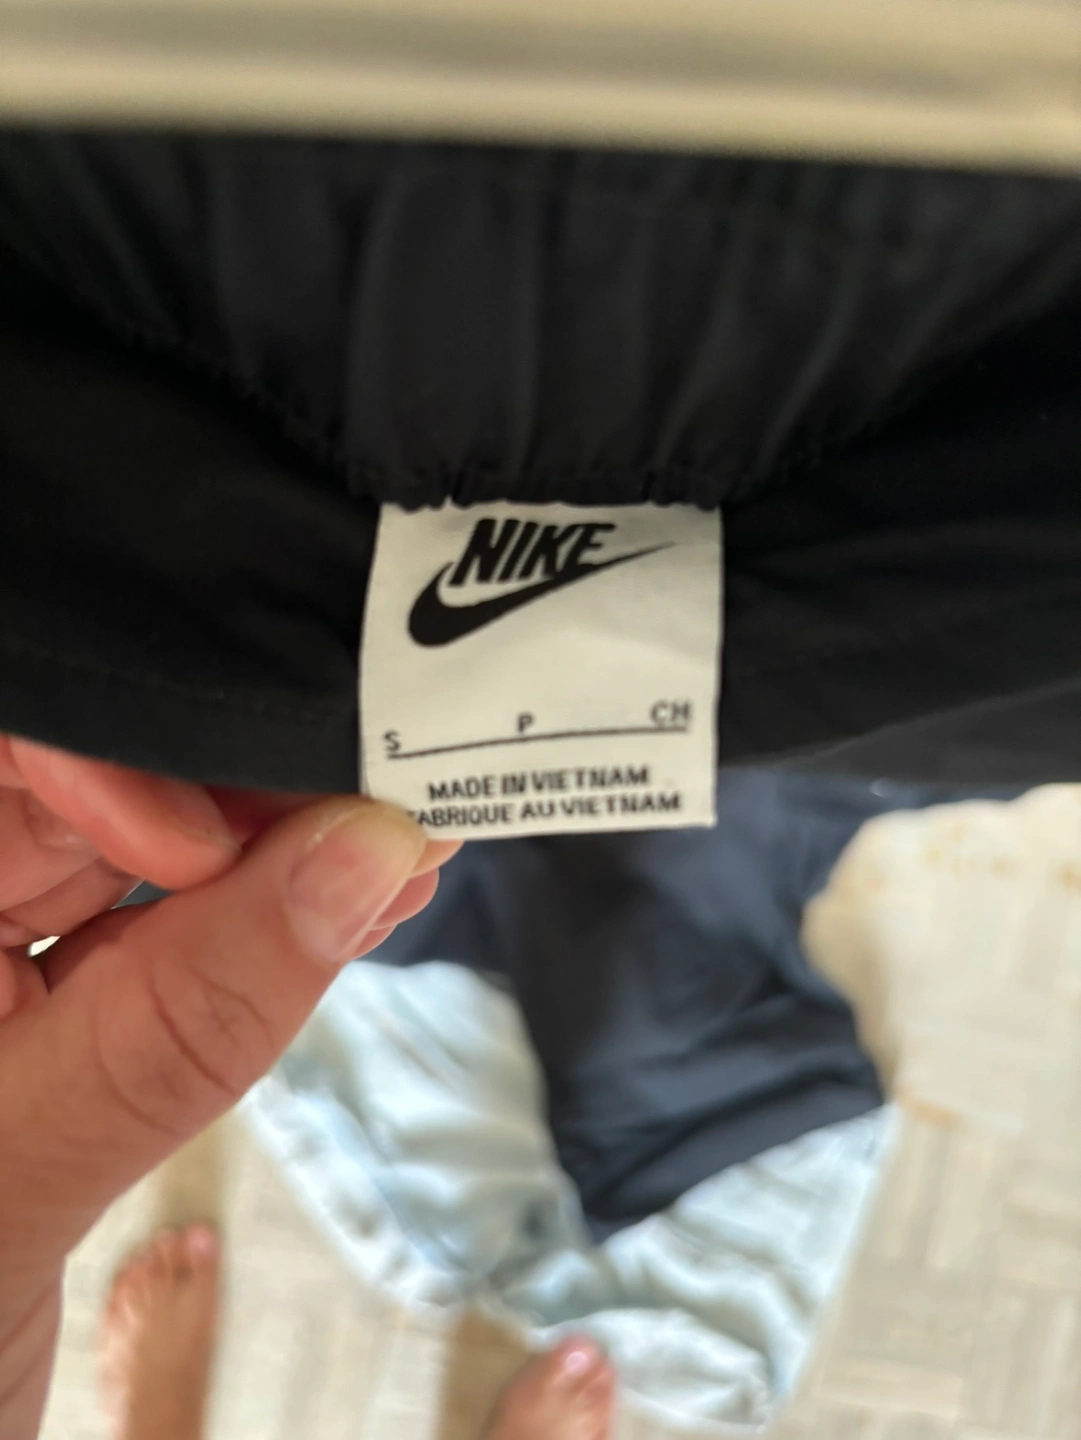 NIKE
S P CH
MADE IN VIETNAM
FABRIQUE AU VIETNAM